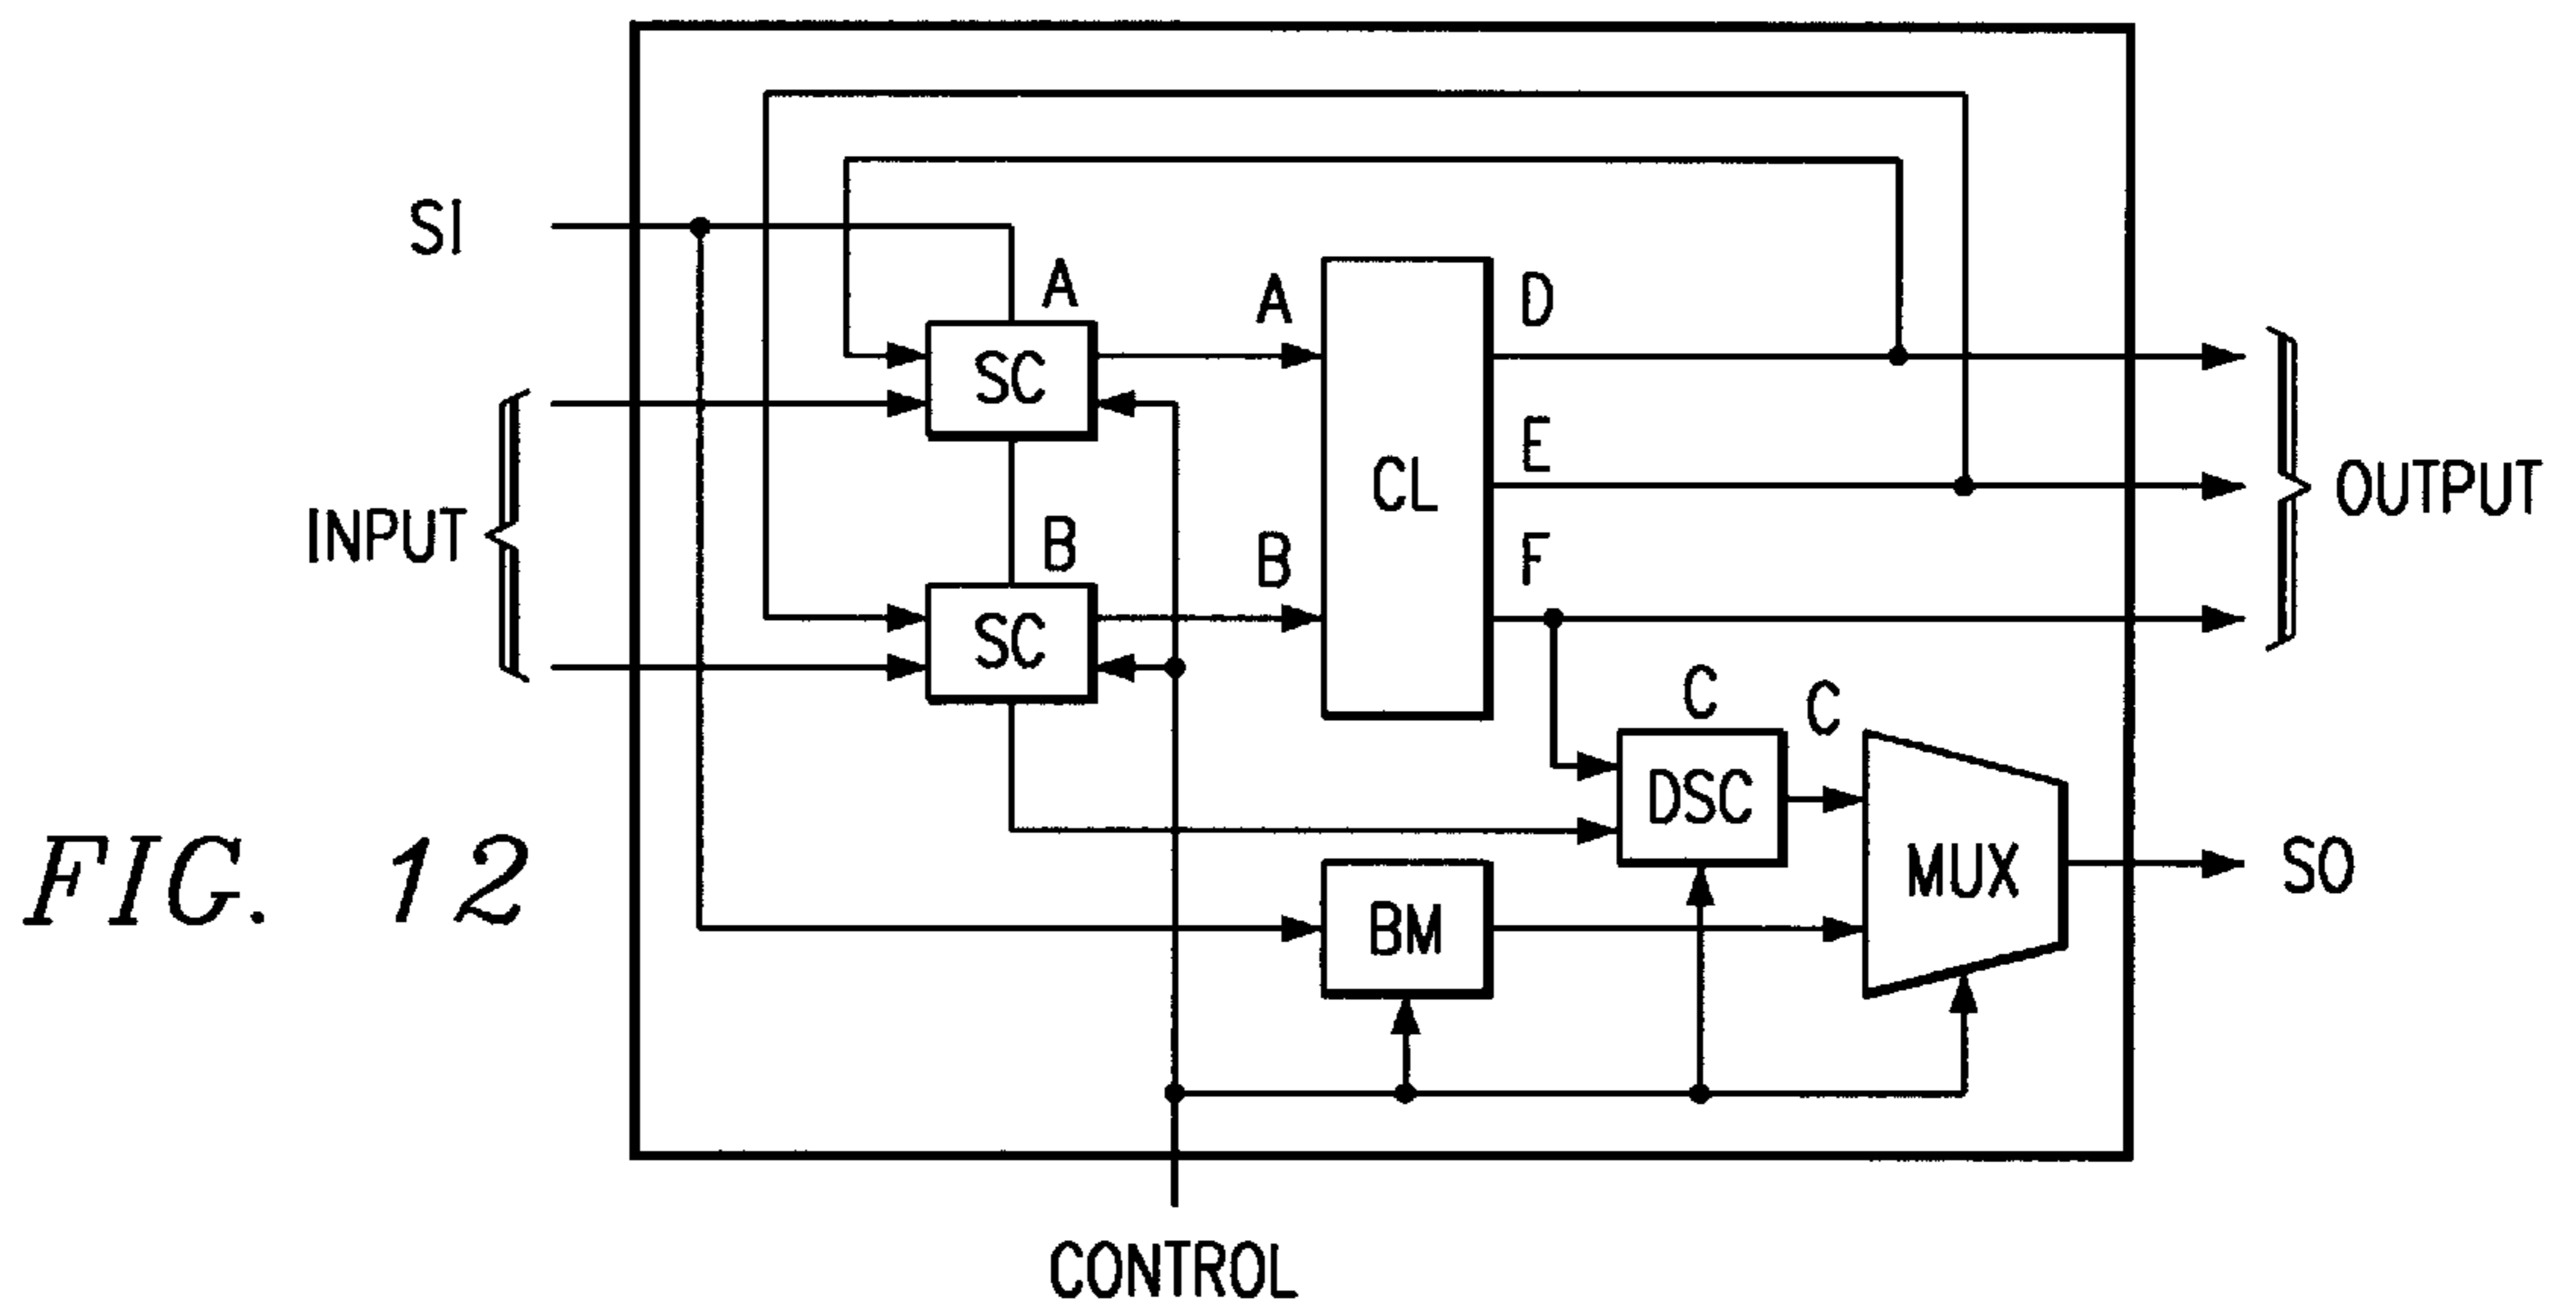 SI
A
A
D
SC
E
CL
INPUT
OUTPUT
B
B
F
SC
C
C
DSC
MUX
SO
BM
FIG. 12
CONTROL